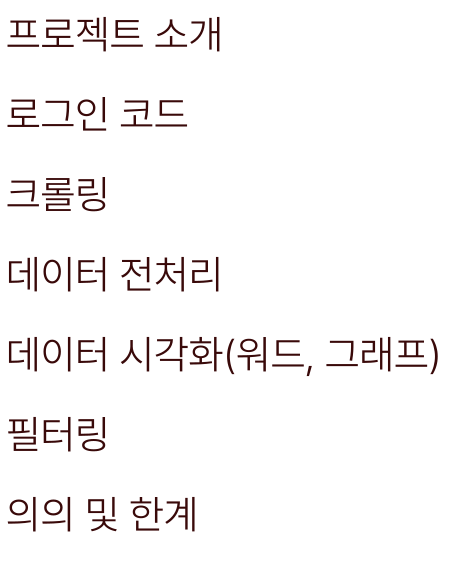 프로젝트 소개
로그인 코드
크롤링
데이터 전처리
데이터 시각화(워드, 그래프)
필터링
의의 및 한계